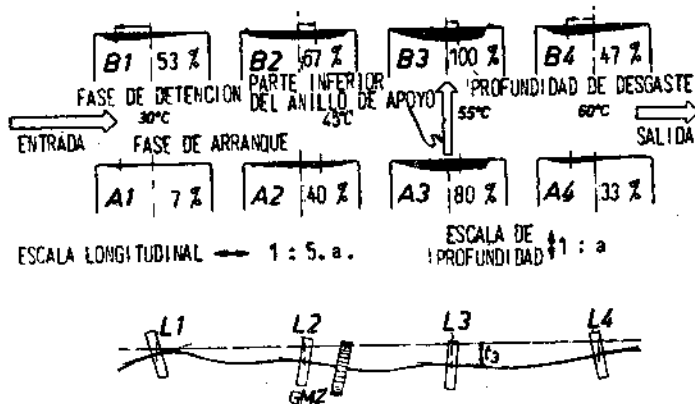 B1 53 % B2 67 % B3 100 % B4 47 %
FASE DE DETENCION PARTE INFERIOR DEL ANILLO DE APOYO PROFUNDIDAD DE DESGASTE
30°C 45°C 55°C 60°C
ENTRADA SALIDA
FASE DE ARRANQUE
A1 7 % A2 40 % A3 80 % A4 33 %
ESCALA LONGITUDINAL 1 : 5.a. ESCALA DE PROFUNDIDAD 1 : a
L1 L2 L3 L4
GMZ